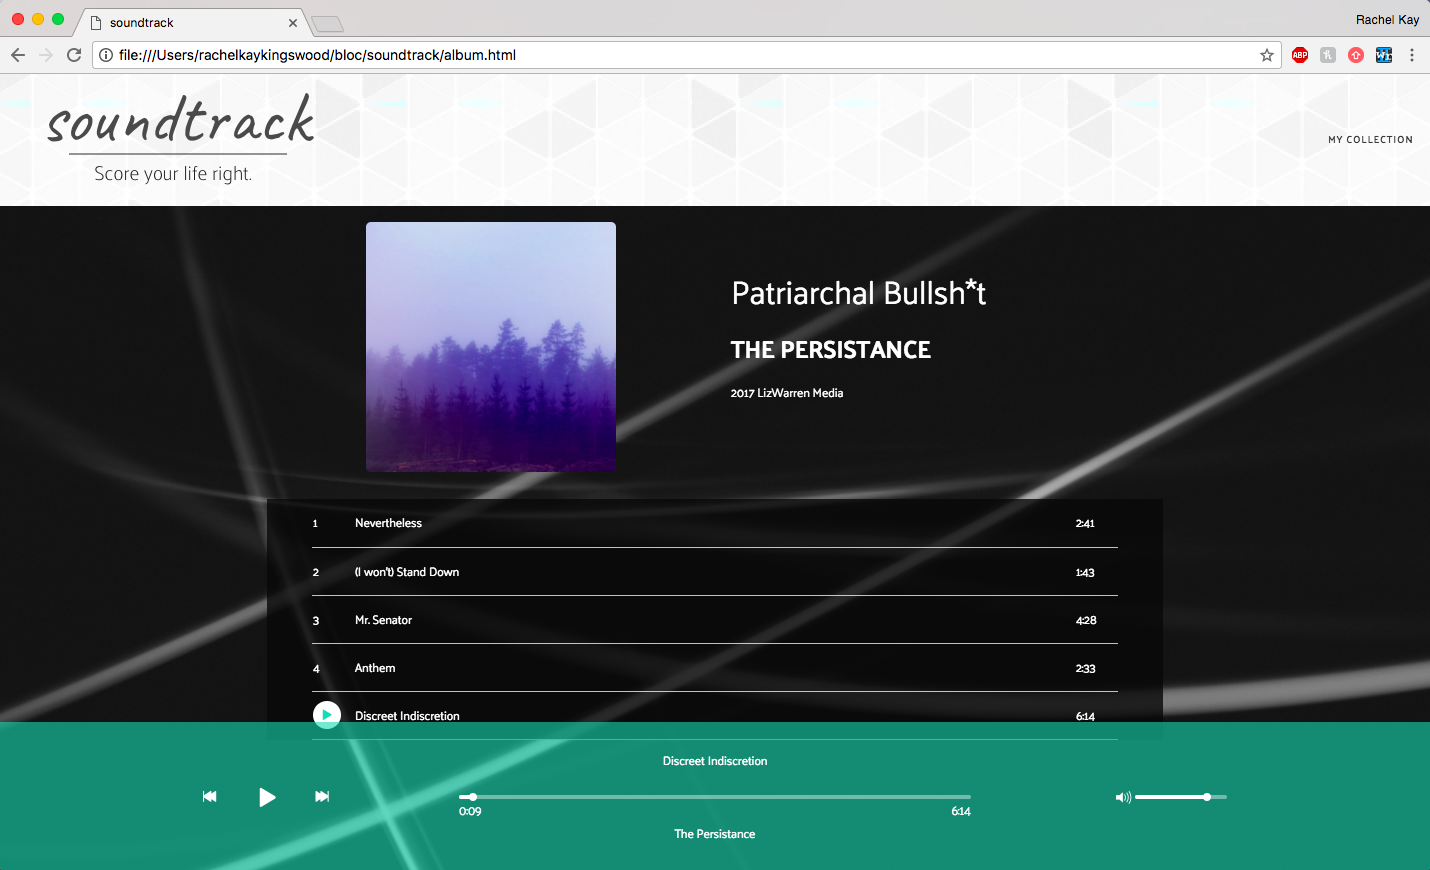 soundtrack
Rachel Kay
file:///Users/rachelkaykingswood/bloc/soundtrack/album.html
ABP
soundtrack
Score your life right.
MY COLLECTION
Patriarchal Bullsh*t
THE PERSISTANCE
2017 LizWarren Media
1 Nevertheless 2:41
2 (I won't) Stand Down 1:43
3 Mr. Senator 4:28
4 Anthem 2:33
Discreet Indiscretion 6:14
Discreet Indiscretion
0:09 6:14
The Persistance